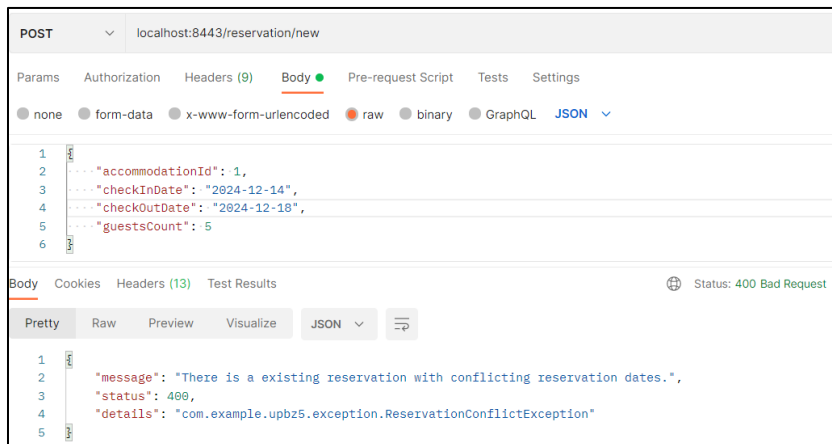 POST localhost:8443/reservation/new
Params Authorization Headers (9) Body Pre-request Script Tests Settings
none form-data x-www-form-urlencoded raw binary GraphQL JSON
1 {
2 "accommodationId": 1,
3 "checkInDate": "2024-12-14",
4 "checkOutDate": "2024-12-18",
5 "guestsCount": 5
6 }
Body Cookies Headers (13) Test Results Status: 400 Bad Request
Pretty Raw Preview Visualize JSON
1 {
2 "message": "There is a existing reservation with conflicting reservation dates.",
3 "status": 400,
4 "details": "com.example.upbz5.exception.ReservationConflictException"
5 }